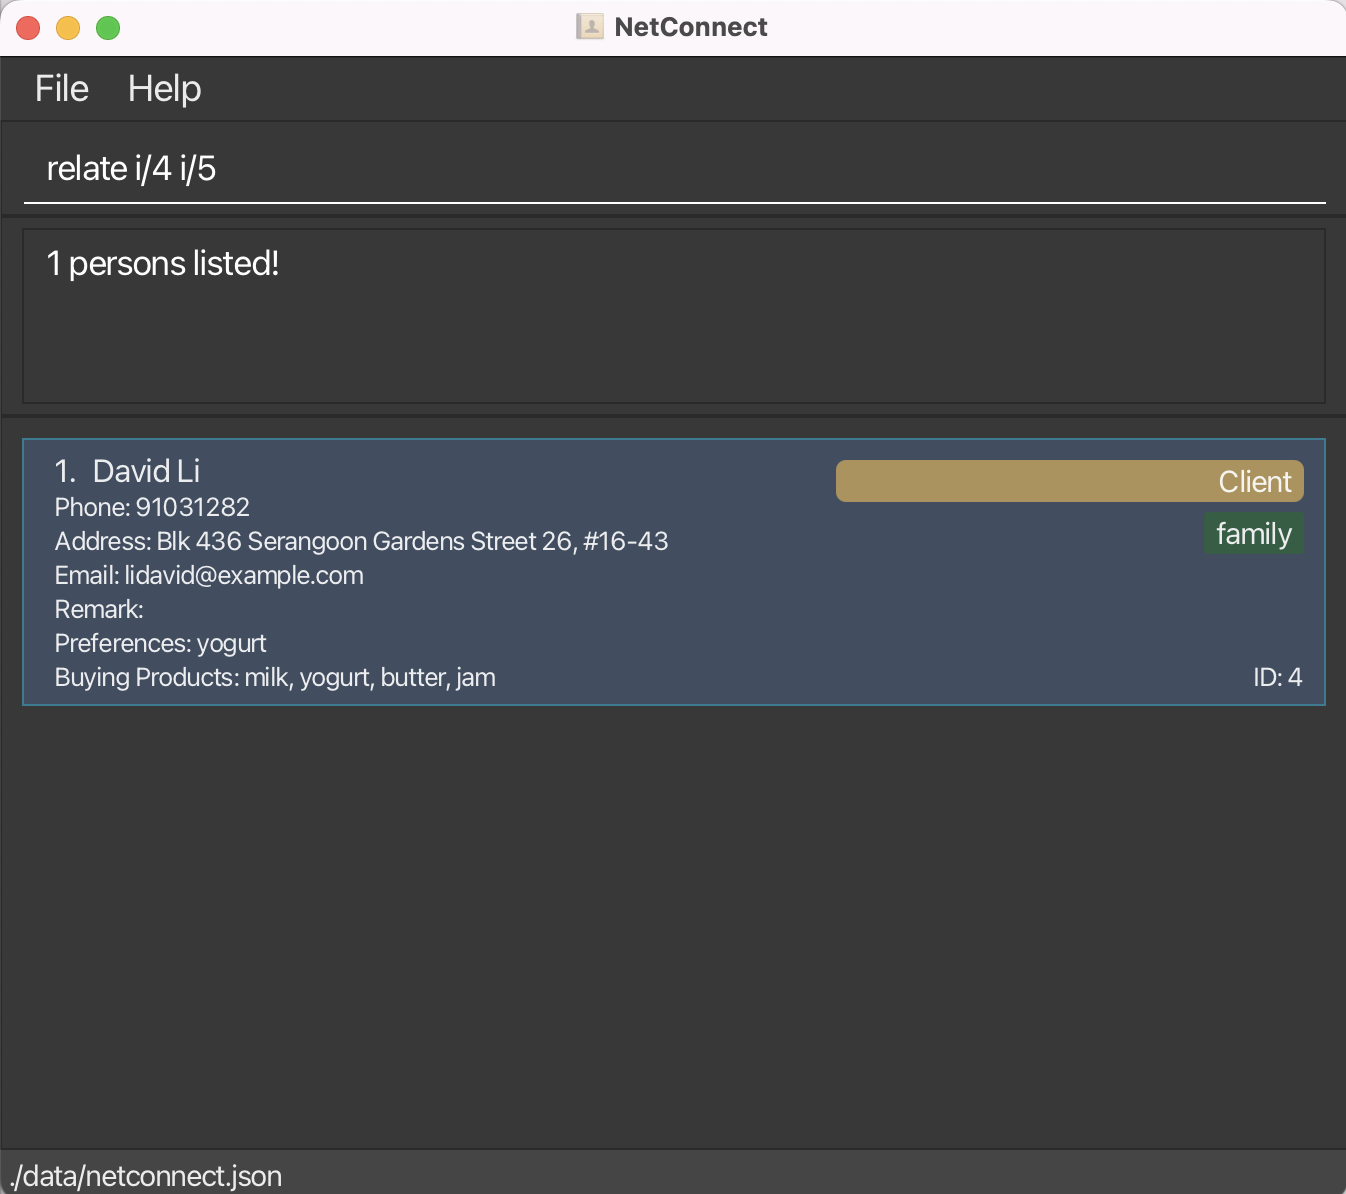 NetConnect
File Help
relate i/4 i/5
1 persons listed!
1. David Li
Client
Phone: 91031282
Address: Blk 436 Serangoon Gardens Street 26, #16-43
family
Email: lidavid@example.com
Remark:
Preferences: yogurt
Buying Products: milk, yogurt, butter, jam
ID: 4
./data/netconnect.json